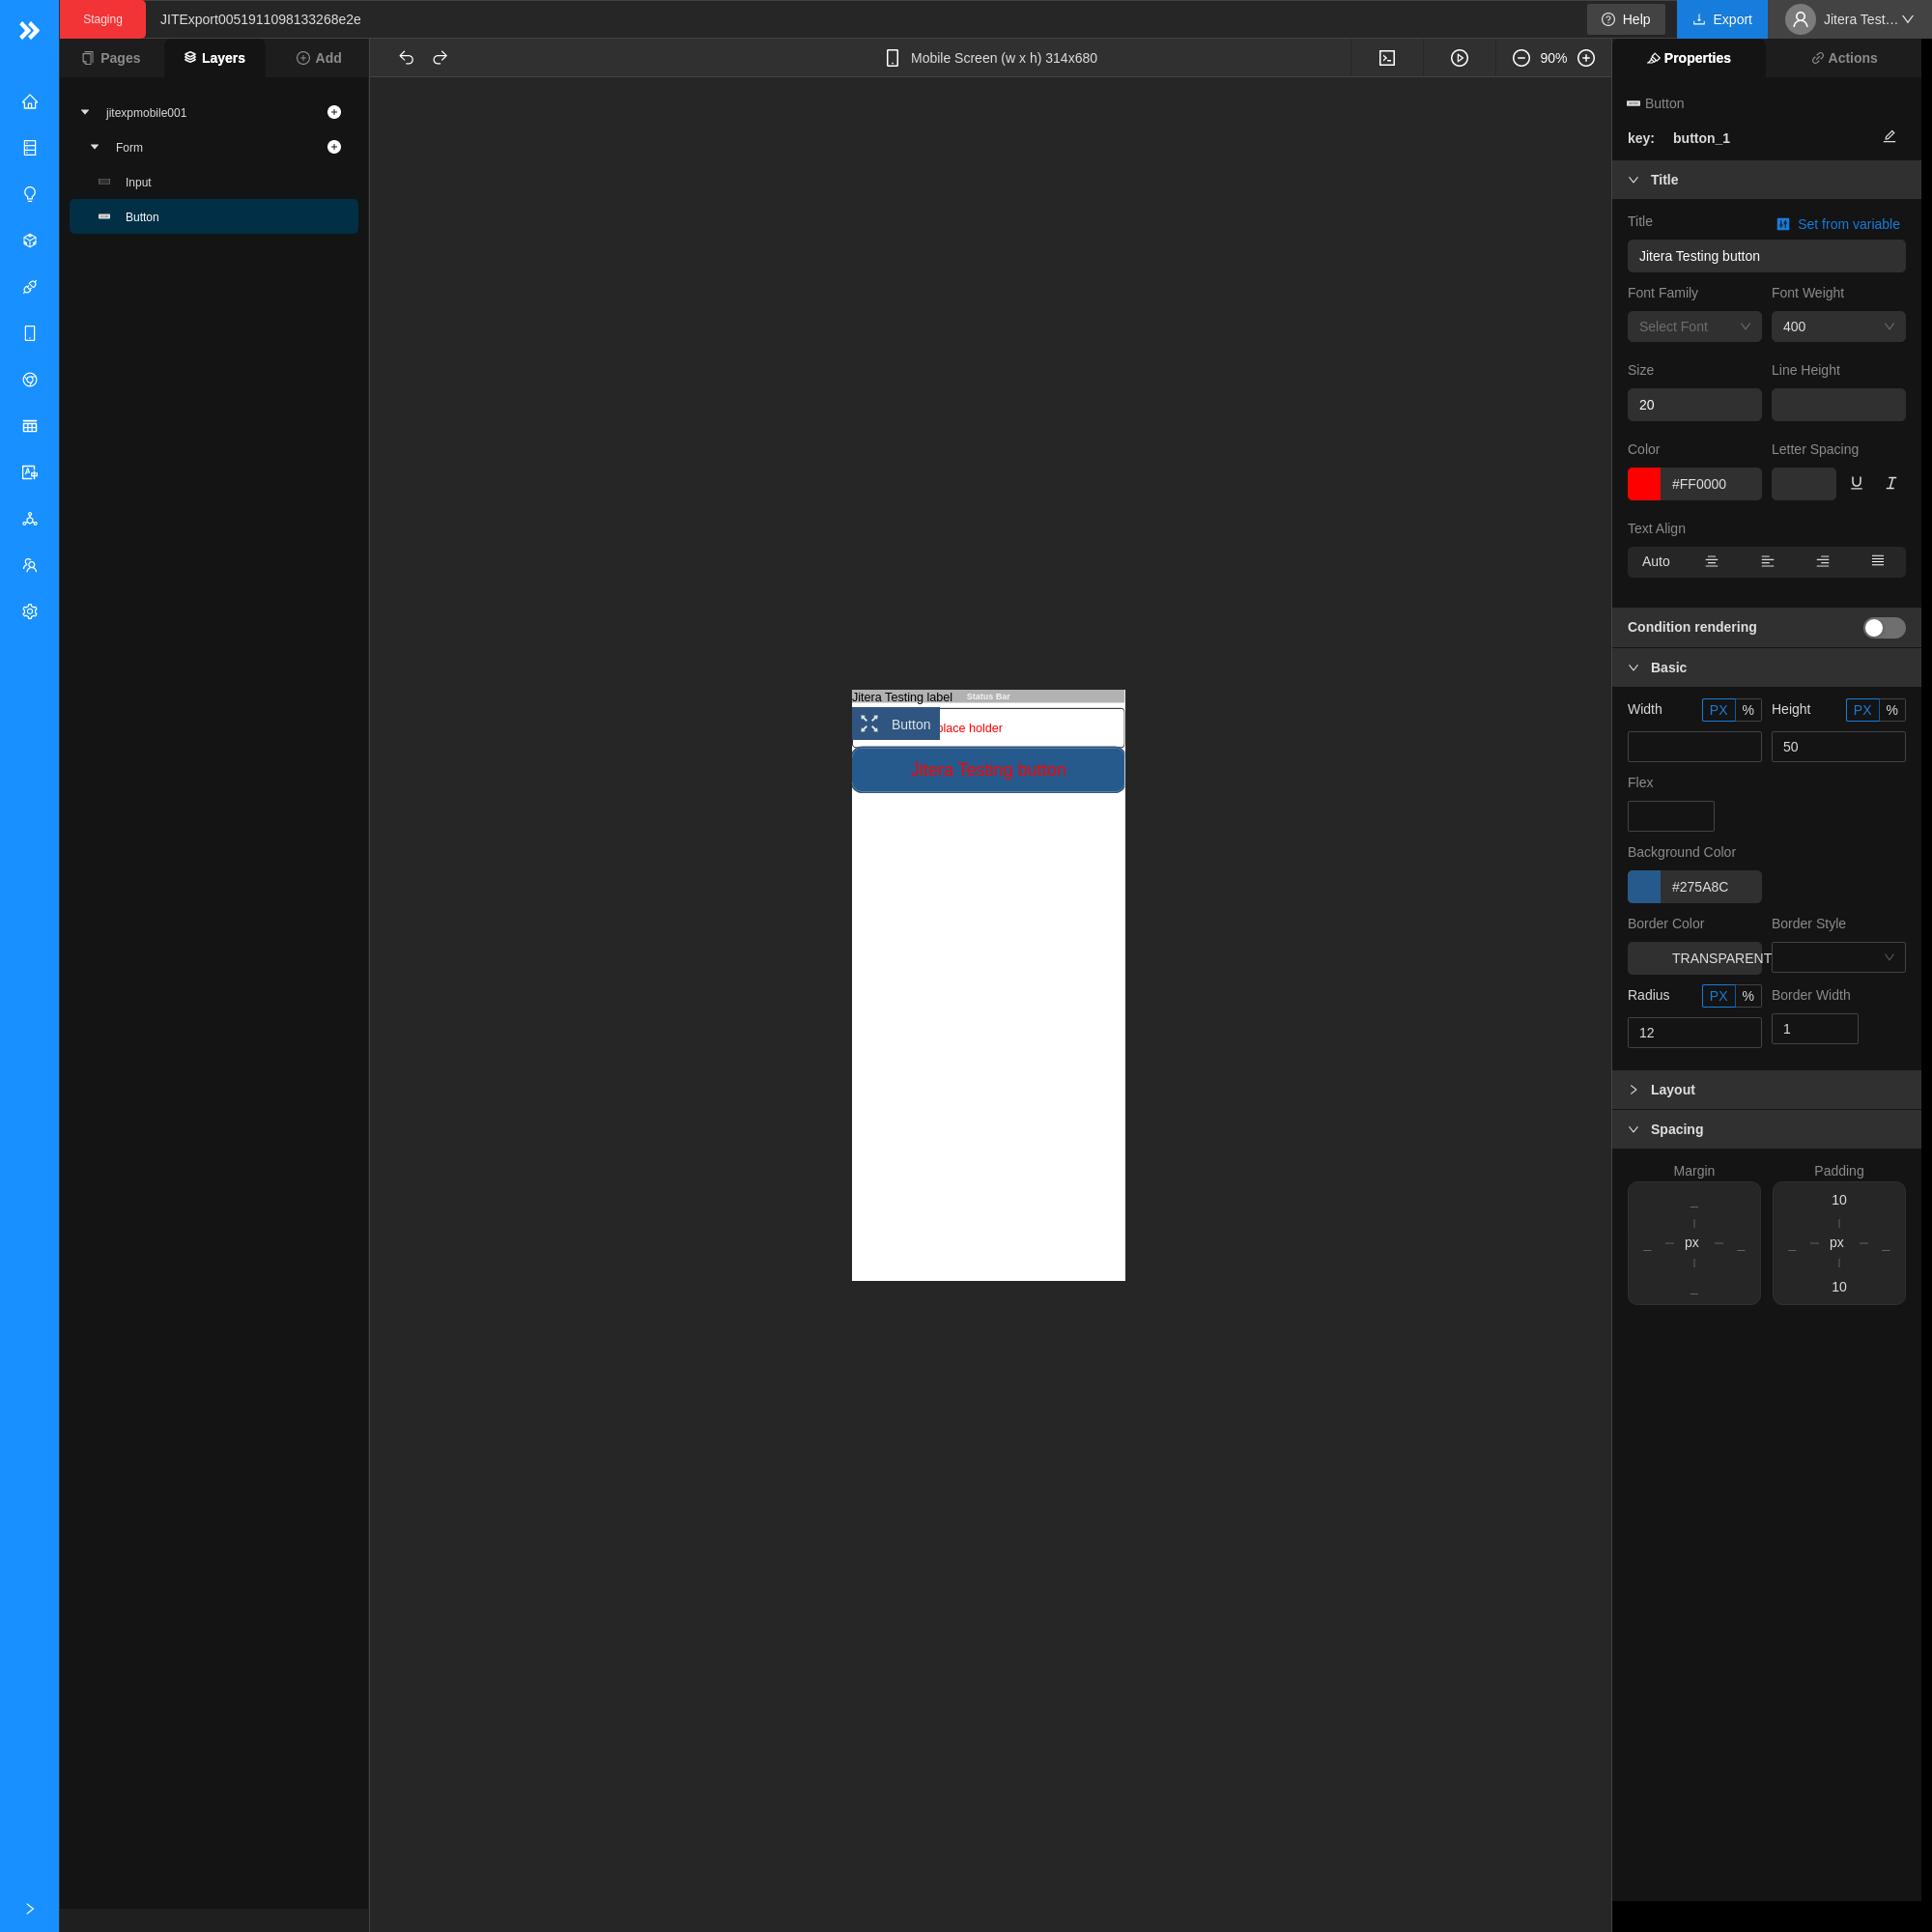 Staging
JITExport0051911098133268e2e
Help
Export
Jitera Test...
Pages
Layers
Add
Mobile Screen (w x h) 314x680
90%
Properties
Actions
jitexpmobile001
Form
Input
Button
Button
key: button_1
Title
Title
Set from variable
Jitera Testing button
Font Family
Font Weight
Select Font
400
Size
Line Height
20
Color
Letter Spacing
#FF0000
Text Align
Auto
Condition rendering
Basic
Width PX %
Height PX %
50
Flex
Background Color
#275A8C
Border Color
Border Style
TRANSPARENT
Radius PX %
Border Width
12
1
Layout
Spacing
Margin
Padding
10
px
px
10
Jitera Testing label
Status Bar
Button
place holder
Jitera Testing button